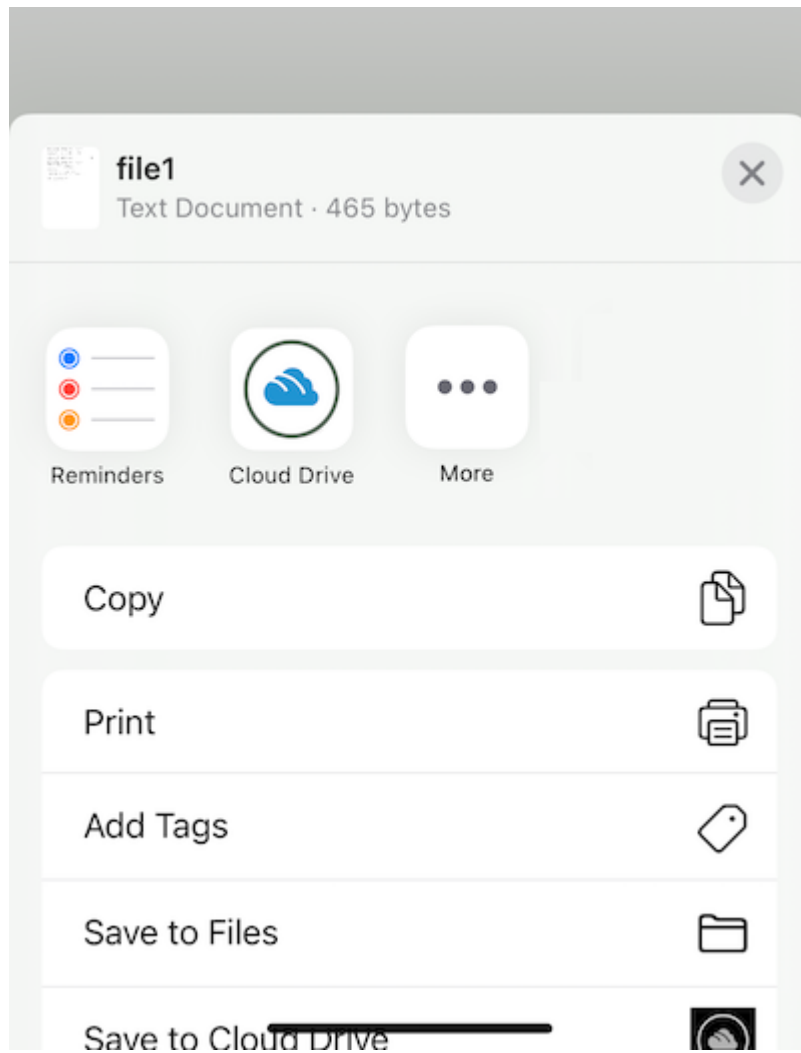 file1
Text Document · 465 bytes
Reminders
Cloud Drive
More
Copy
Print
Add Tags
Save to Files
Save to Cloud Drive